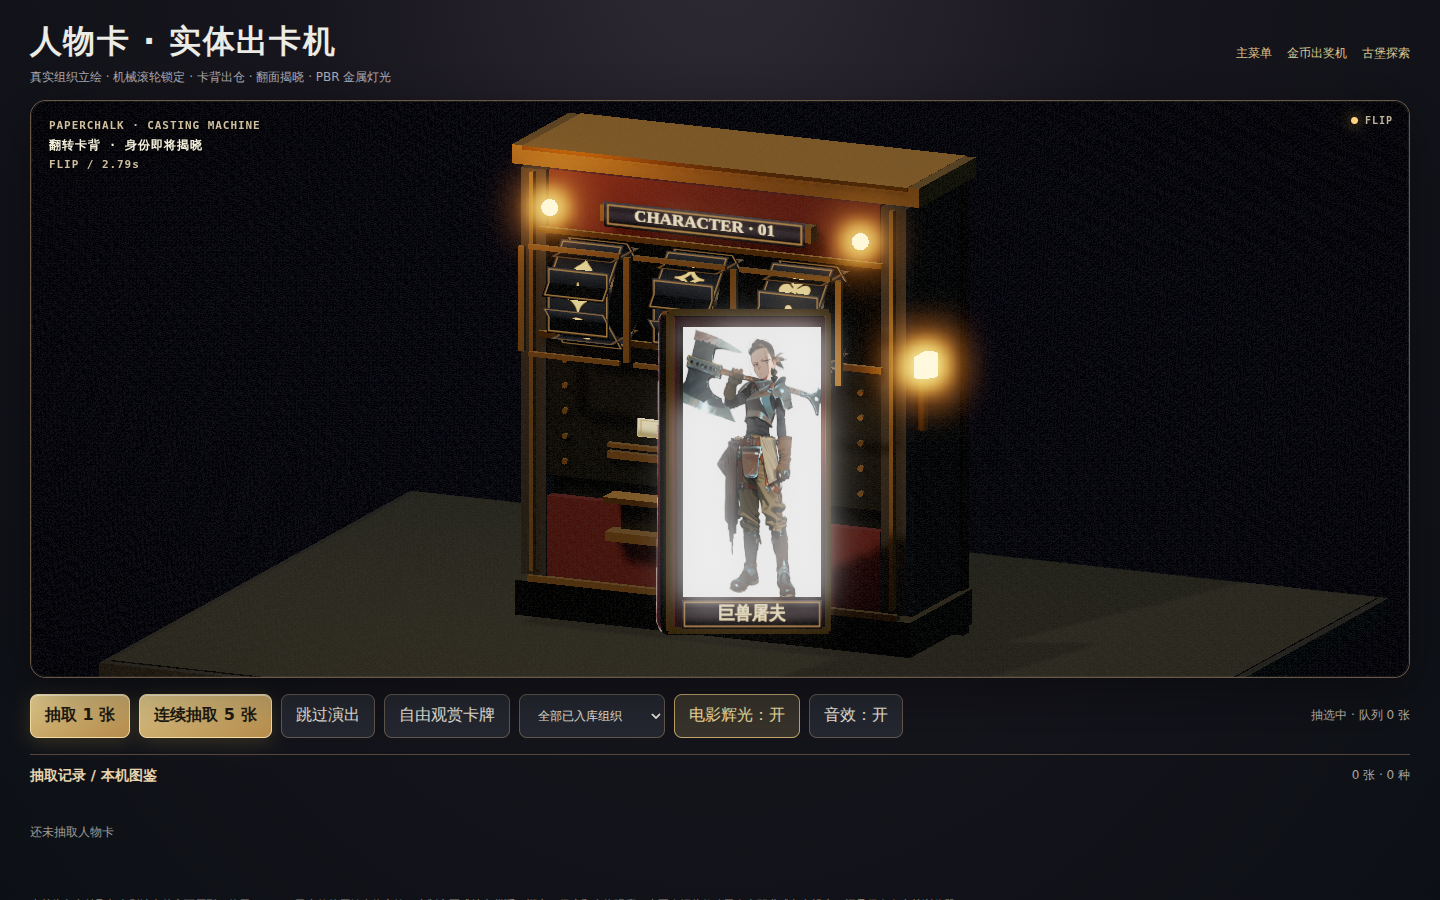 人物卡 · 实体出卡机
真实组织立绘 · 机械滚轮锁定 · 卡背出仓 · 翻面揭晓 · PBR 金属灯光
主菜单 金币出奖机 古堡探索
PAPERCHALK · CASTING MACHINE
翻转卡背 · 身份即将揭晓
FLIP / 2.79s
FLIP
CHARACTER · 01
巨兽屠夫
抽取 1 张 连续抽取 5 张 跳过演出 自由观赏卡牌 全部已入库组织 电影辉光：开 音效：开
抽选中 · 队列 0 张
抽取记录 / 本机图鉴
0 张 · 0 种
还未抽取人物卡